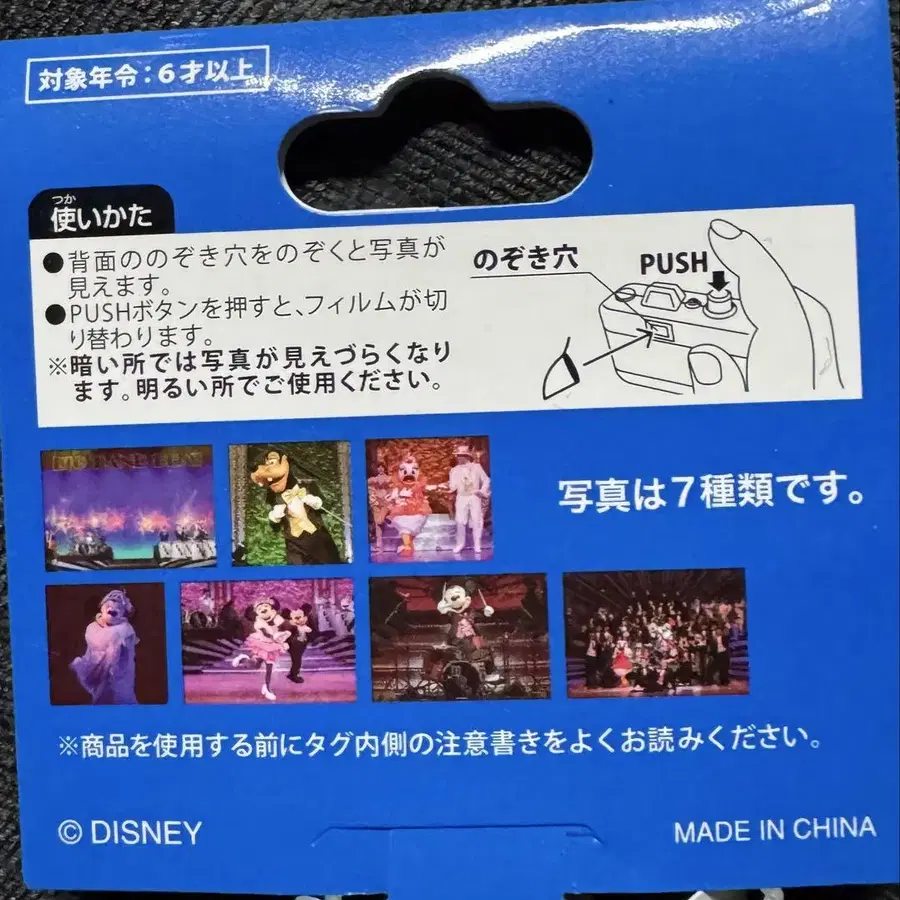 対象年令：6才以上
つか
使いかた
●背面ののぞき穴をのぞくと写真が
見えます。
●PUSHボタンを押すと、フィルムが切
り替わります。
※暗い所では写真が見えづらくなり
ます。明るい所でご使用ください。
のぞき穴
PUSH
写真は7種類です。
※商品を使用する前にタグ内側の注意書きをよくお読みください。
© DISNEY
MADE IN CHINA